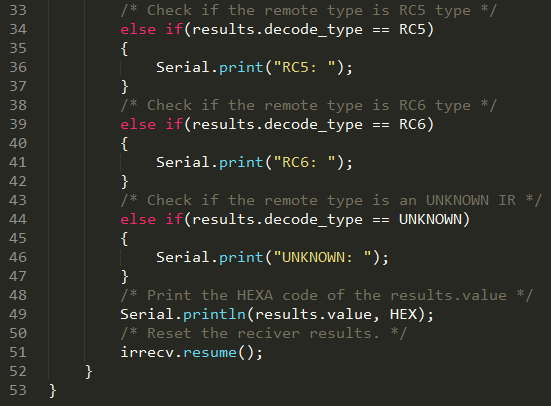 33         /* Check if the remote type is RC5 type */
34         else if(results.decode_type == RC5)
35         {
36             Serial.print("RC5: ");
37         }
38         /* Check if the remote type is RC6 type */
39         else if(results.decode_type == RC6)
40         {
41             Serial.print("RC6: ");
42         }
43         /* Check if the remote type is an UNKNOWN IR */
44         else if(results.decode_type == UNKNOWN)
45         {
46             Serial.print("UNKNOWN: ");
47         }
48         /* Print the HEXA code of the results.value */
49         Serial.println(results.value, HEX);
50         /* Reset the reciver results. */
51         irrecv.resume();
52     }
53 }